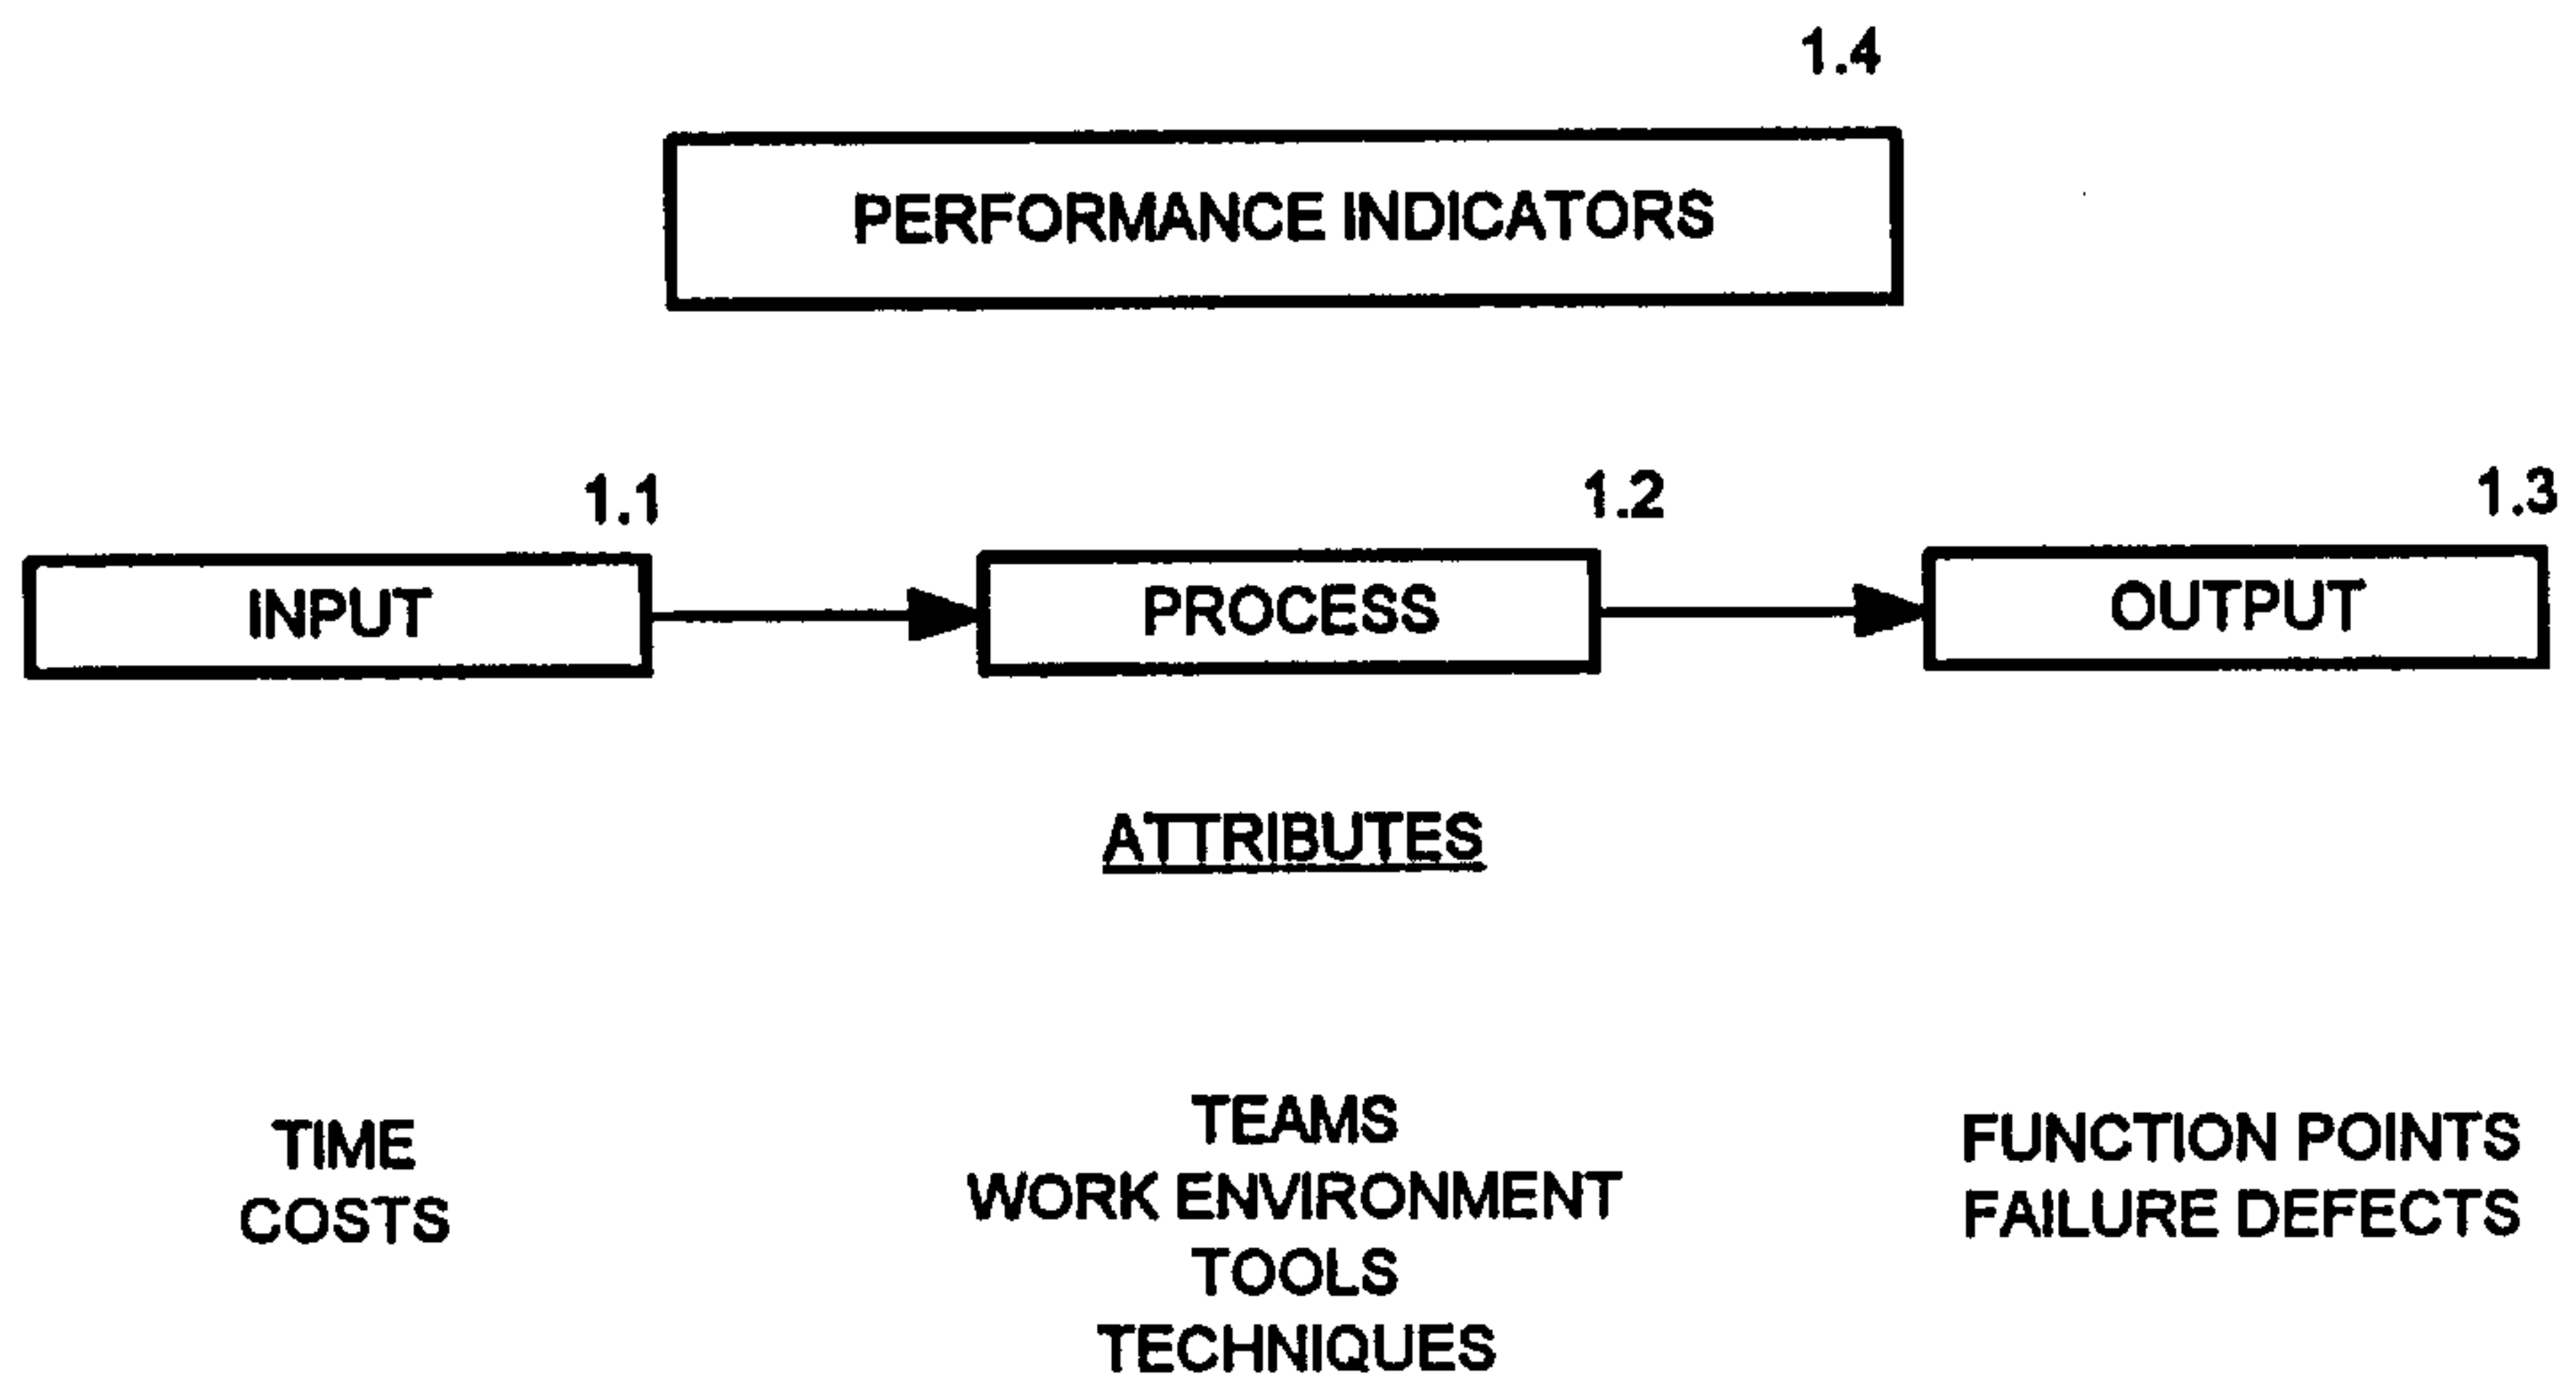 1.4
PERFORMANCE INDICATORS
1.1
1.2
1.3
INPUT
PROCESS
OUTPUT
ATTRIBUTES
TIME
COSTS
TEAMS
WORK ENVIRONMENT
TOOLS
TECHNIQUES
FUNCTION POINTS
FAILURE DEFECTS